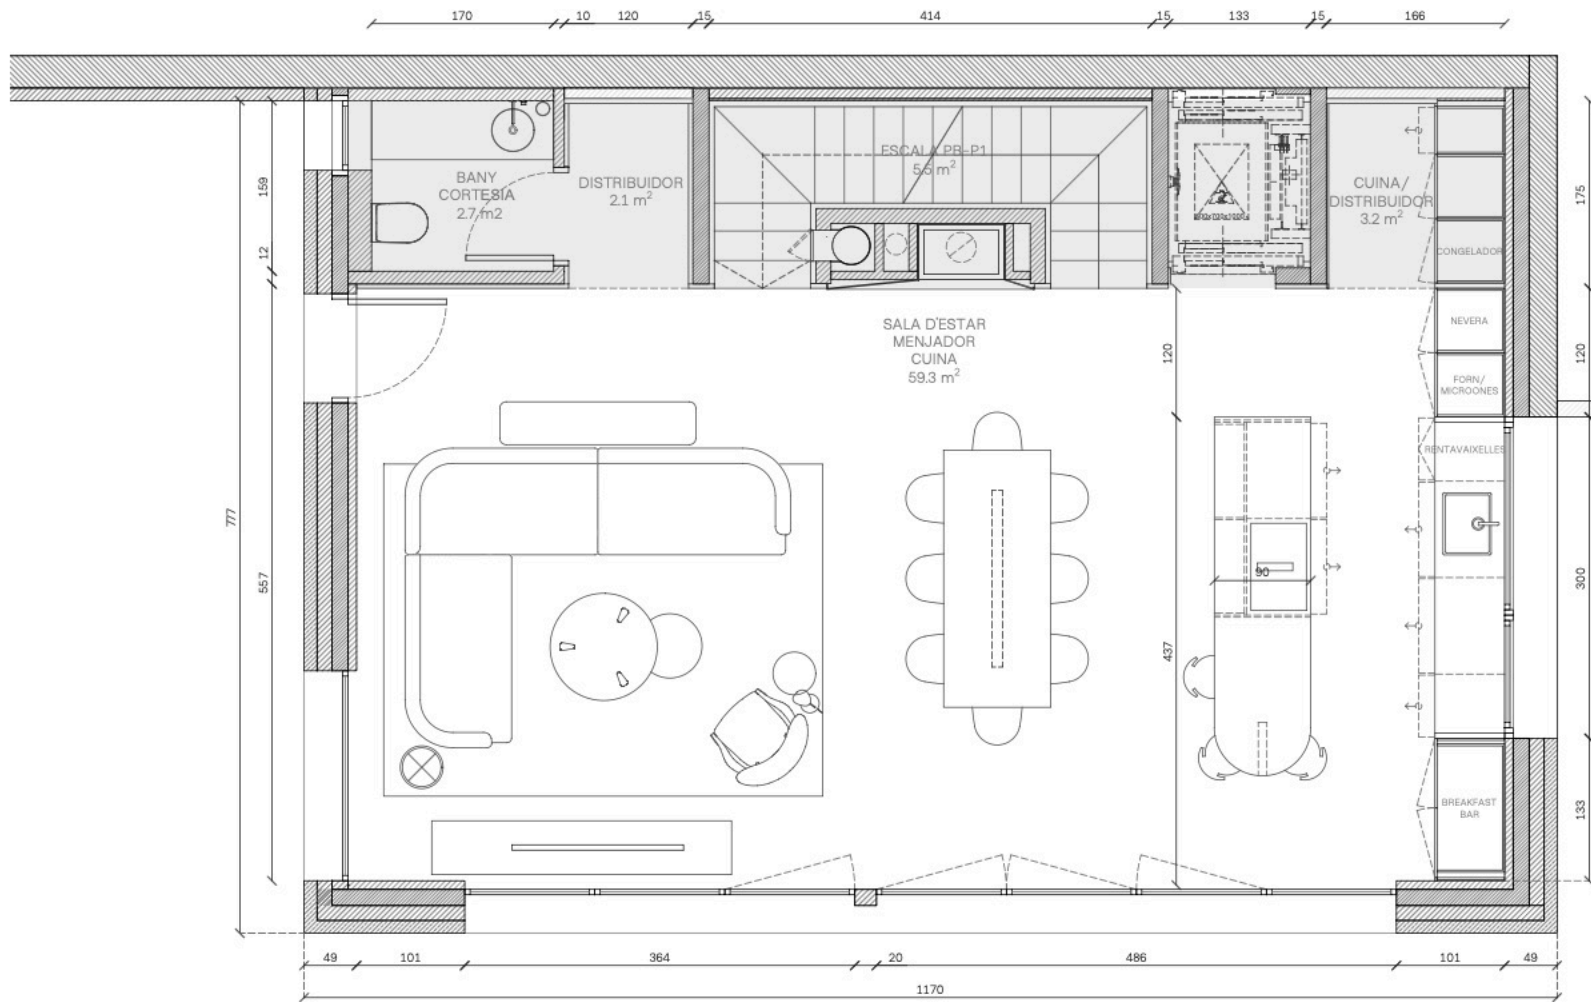 170
10
120
15
414
15
133
15
166
ESCALA PB-P1
5.5 m²
BANY
CORTESIA
2.7 m2
DISTRIBUIDOR
2.1 m²
CUINA/
DISTRIBUIDOR
3.2 m²
159
12
175
CONGELADOR
NEVERA
FORN/
MICROONES
SALA D'ESTAR
MENJADOR
CUINA
59.3 m²
120
120
RENTAVAIXELLES
777
557
90
300
437
BREAKFAST
BAR
133
49
101
364
20
486
101
49
1170